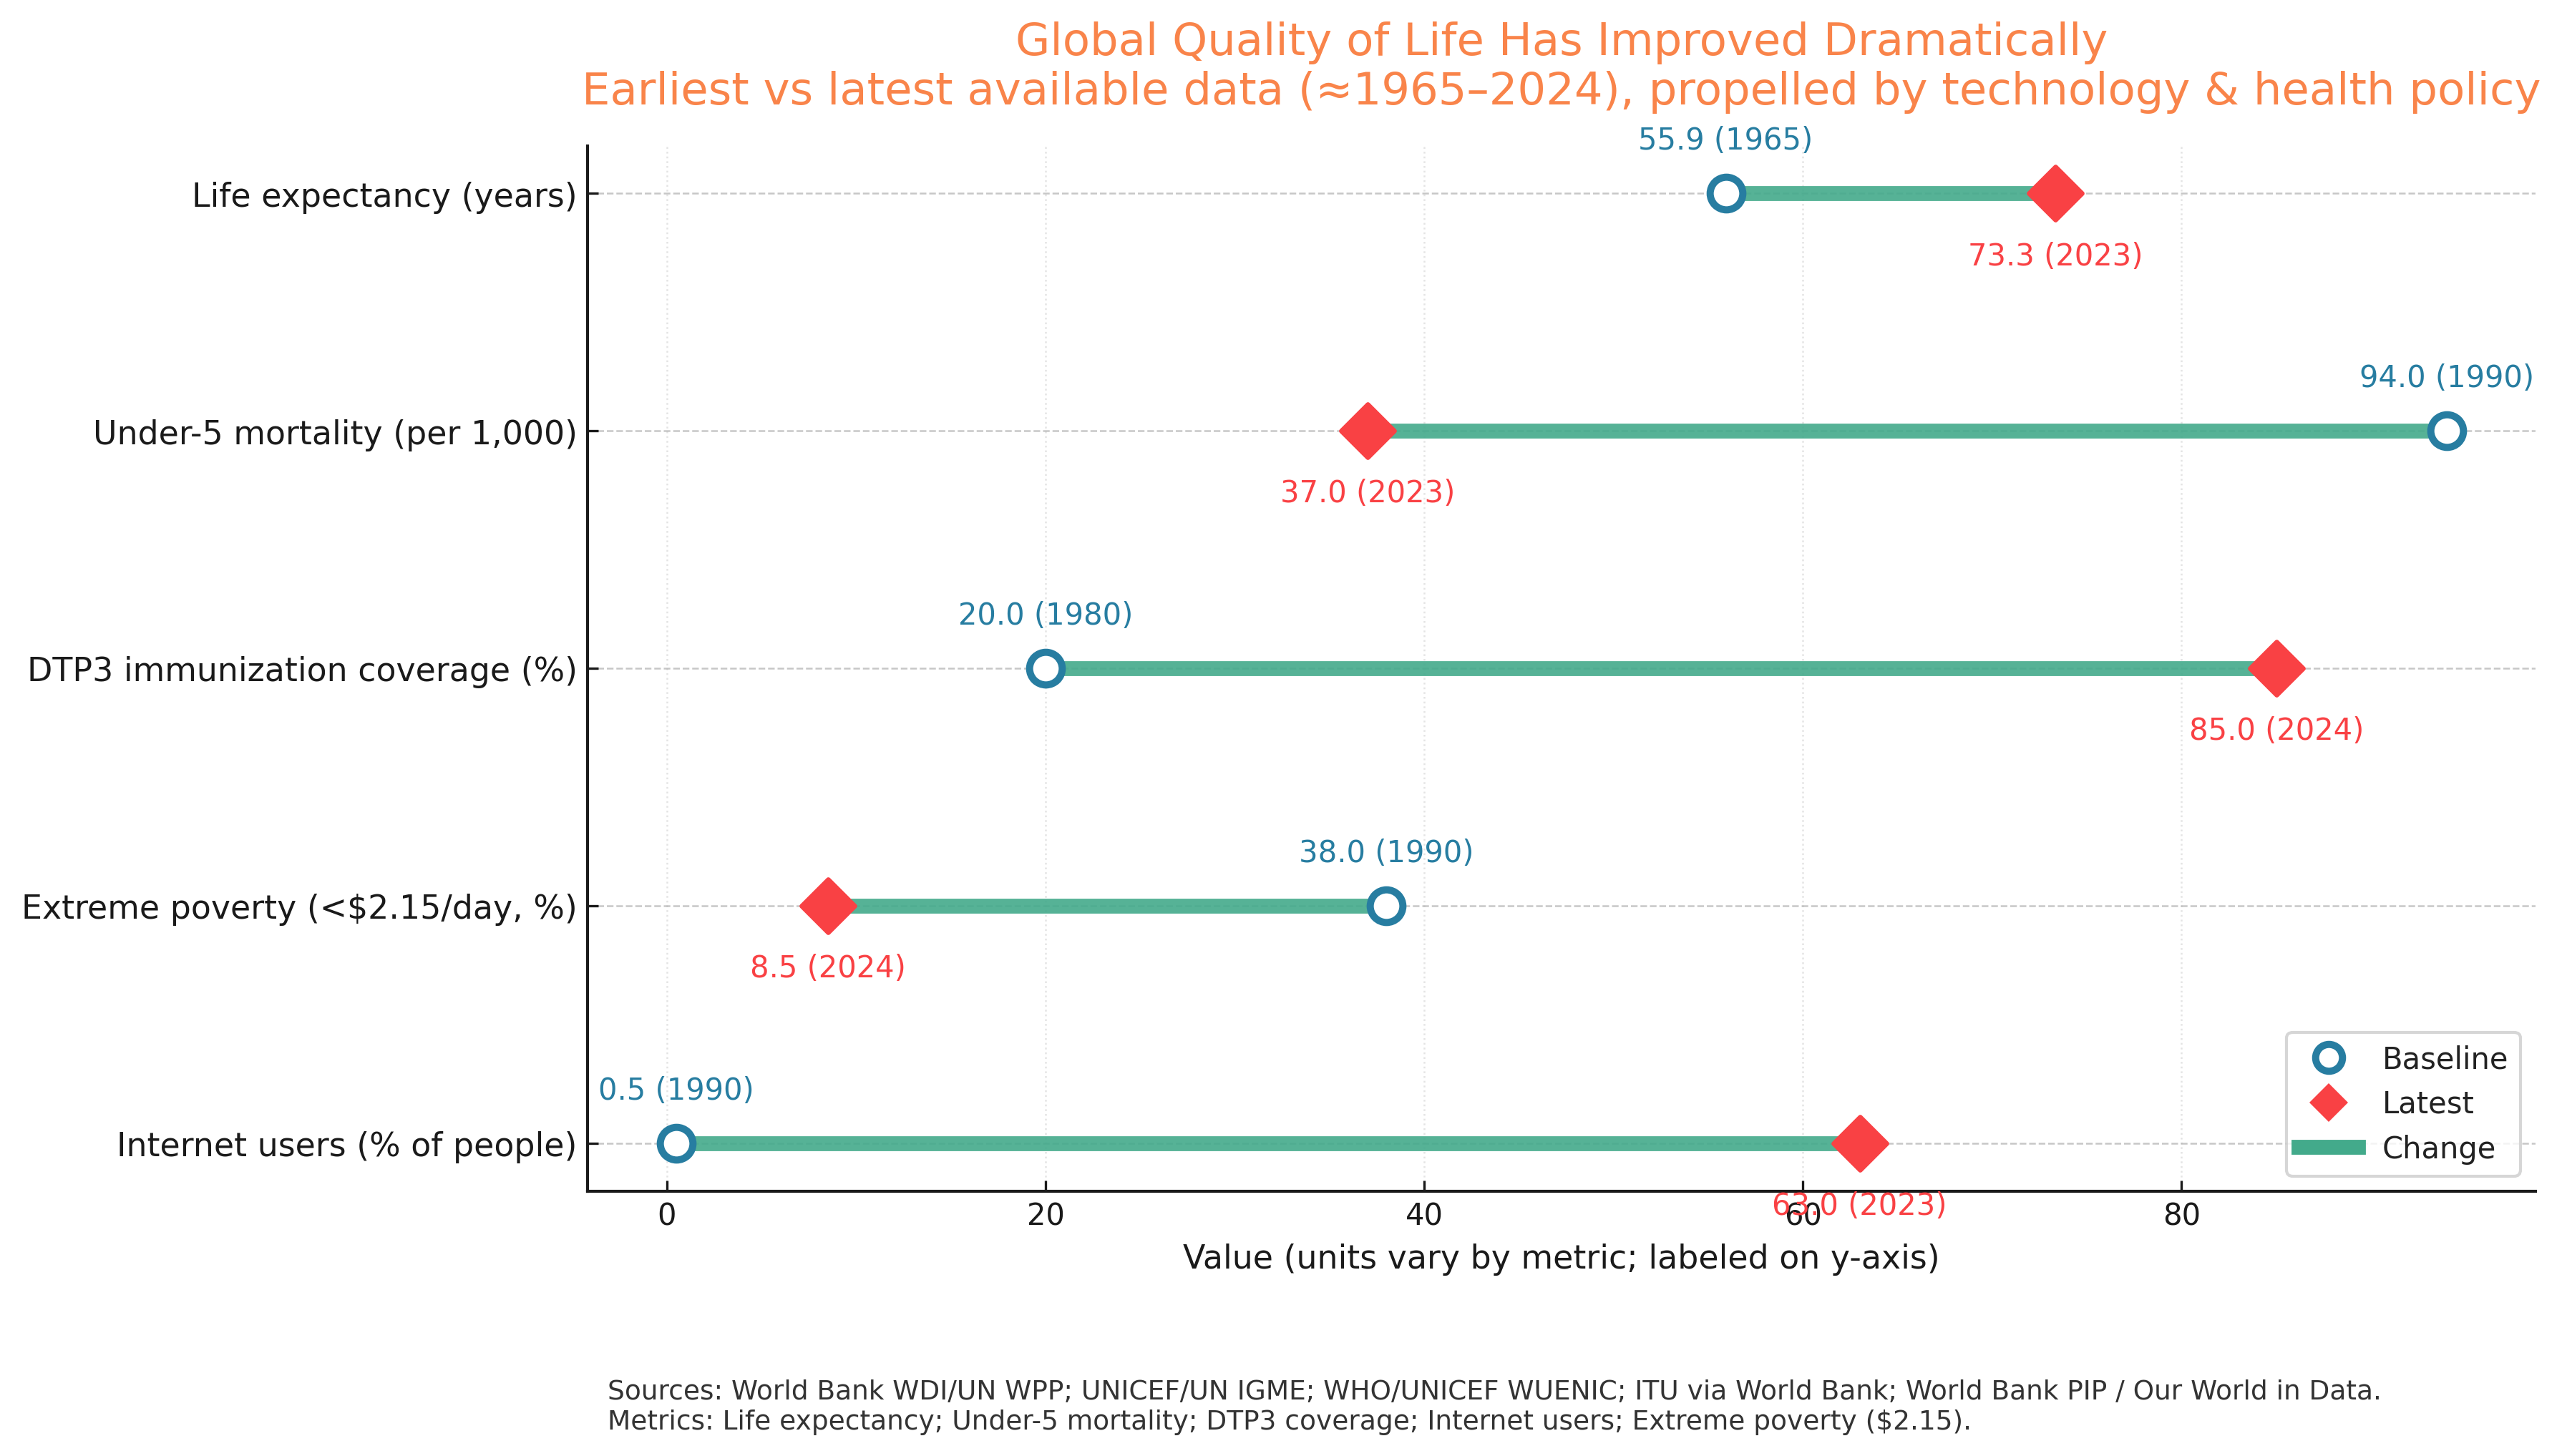 Global Quality of Life Has Improved Dramatically
Earliest vs latest available data (≈1965–2024), propelled by technology & health policy
55.9 (1965)
Life expectancy (years)
73.3 (2023)
94.0 (1990)
Under-5 mortality (per 1,000)
37.0 (2023)
20.0 (1980)
DTP3 immunization coverage (%)
85.0 (2024)
38.0 (1990)
Extreme poverty (<$2.15/day, %)
8.5 (2024)
0.5 (1990)
Internet users (% of people)
63.0 (2023)
Baseline
Latest
Change
0 20 40 60 80
Value (units vary by metric; labeled on y-axis)
Sources: World Bank WDI/UN WPP; UNICEF/UN IGME; WHO/UNICEF WUENIC; ITU via World Bank; World Bank PIP / Our World in Data.
Metrics: Life expectancy; Under-5 mortality; DTP3 coverage; Internet users; Extreme poverty ($2.15).